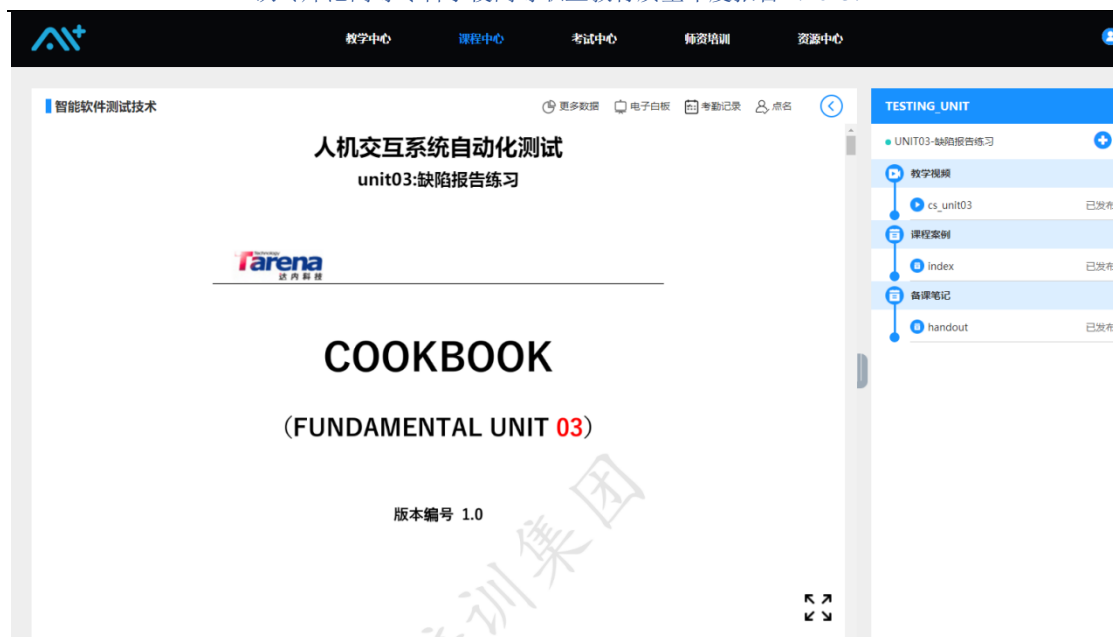 教学中心 课程中心 考试中心 师资培训 资源中心
智能软件测试技术
更多数据 电子白板 考勤记录 点名
人机交互系统自动化测试
unit03:缺陷报告练习
Technology
Tarena
达内科技
COOKBOOK
（FUNDAMENTAL UNIT 03）
版本编号 1.0
训集团
TESTING_UNIT
UNIT03-缺陷报告练习
教学视频
cs_unit03 已发布
课程案例
index 已发布
备课笔记
handout 已发布